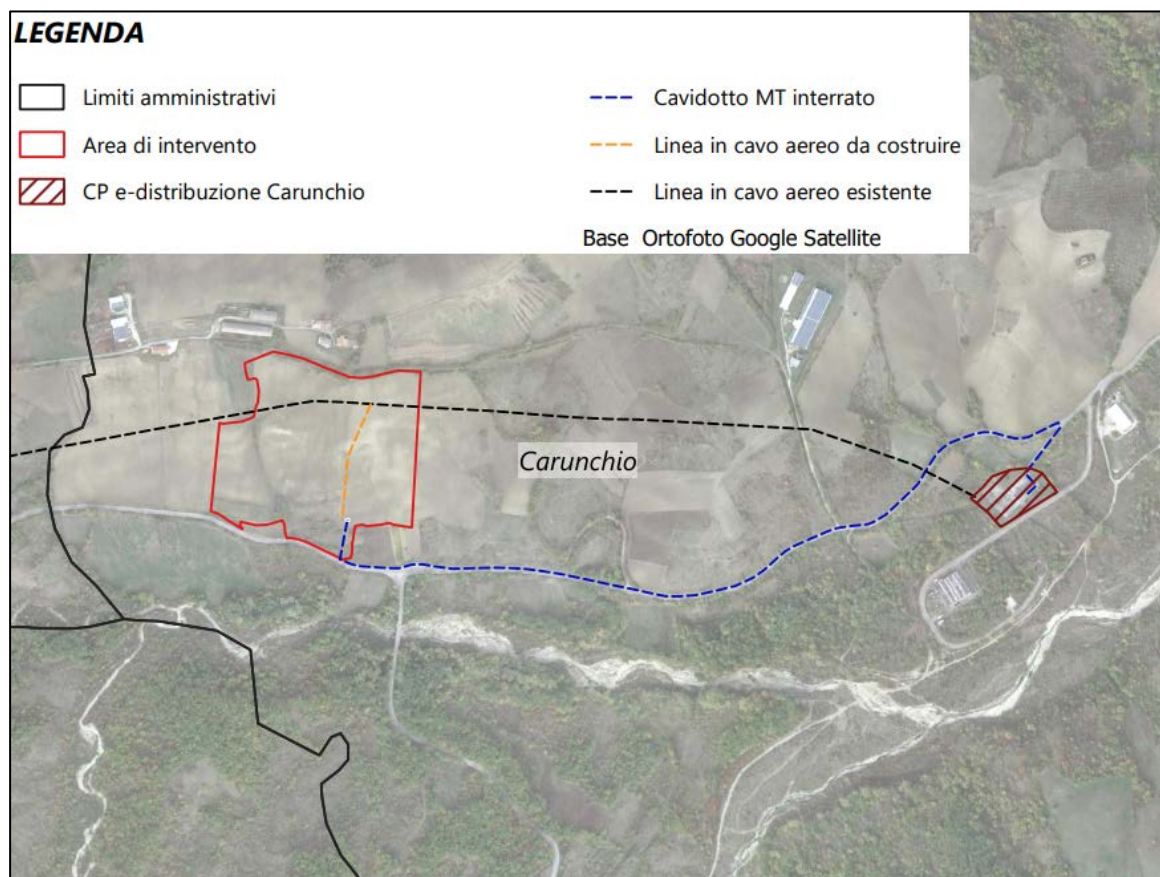 LEGENDA
Limiti amministrativi
Area di intervento
CP e-distribuzione Carunchio
Cavidotto MT interrato
Linea in cavo aereo da costruire
Linea in cavo aereo esistente
Base Ortofoto Google Satellite
Carunchio